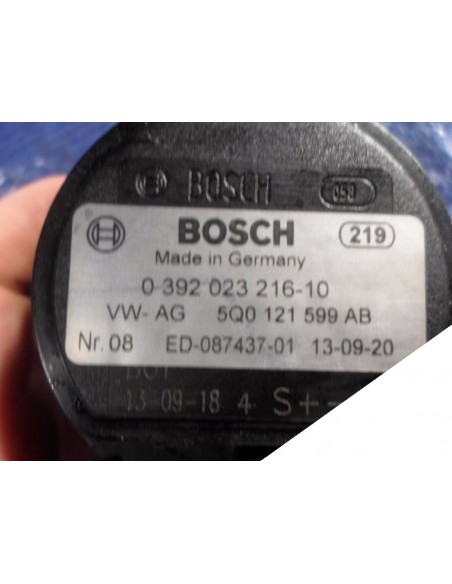 BOSCH 053
BOSCH 219
Made in Germany
0 392 023 216-10
VW- AG 5Q0 121 599 AB
Nr. 08 ED-087437-01 13-09-20
13-09-18 4 S+-